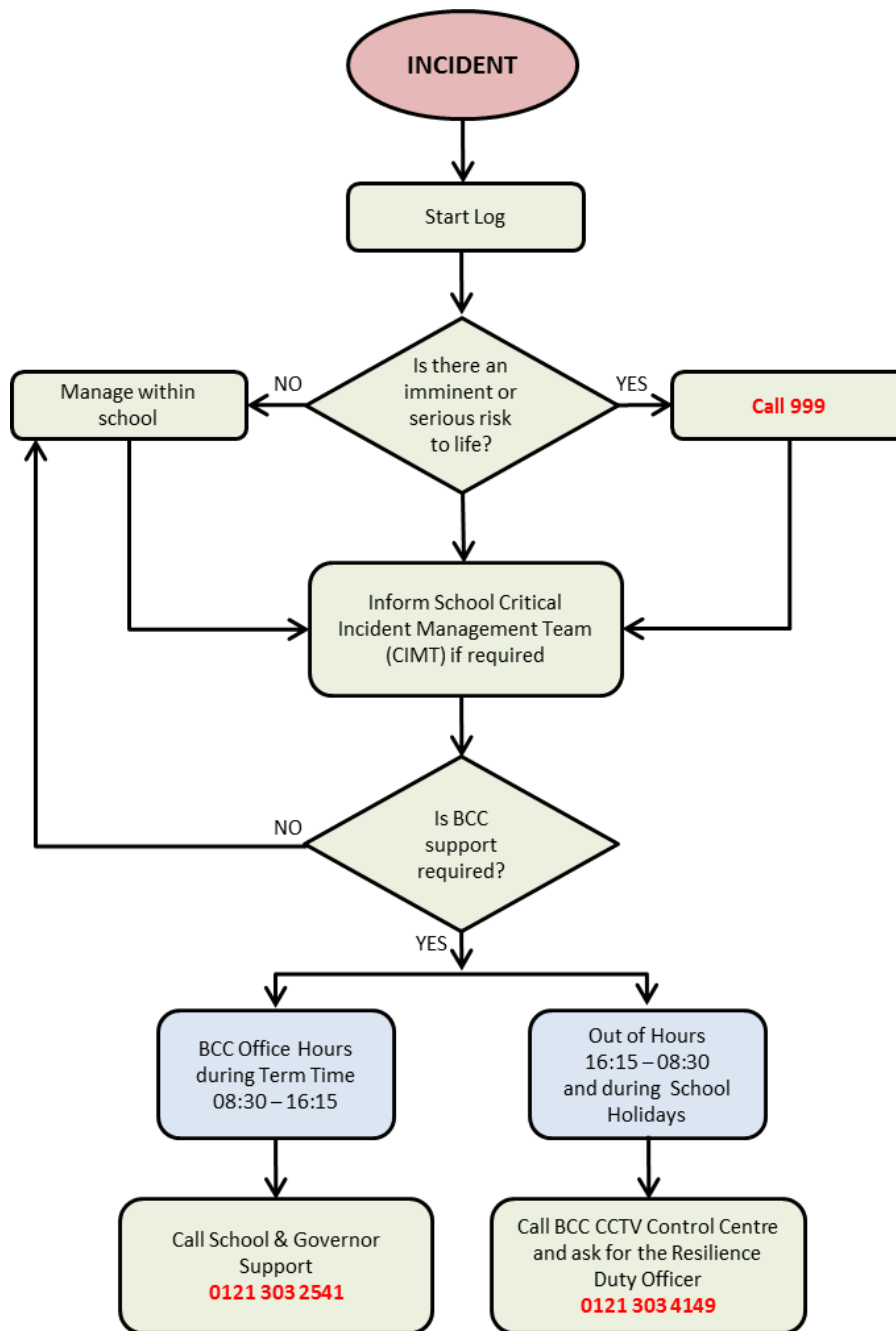 INCIDENT
Start Log
Is there an
imminent or
serious risk
to life?
NO
YES
Manage within
school
Call 999
Inform School Critical
Incident Management Team
(CIMT) if required
Is BCC
support
required?
NO
YES
BCC Office Hours
during Term Time
08:30 – 16:15
Out of Hours
16:15 – 08:30
and during School
Holidays
Call School & Governor
Support
0121 303 2541
Call BCC CCTV Control Centre
and ask for the Resilience
Duty Officer
0121 303 4149